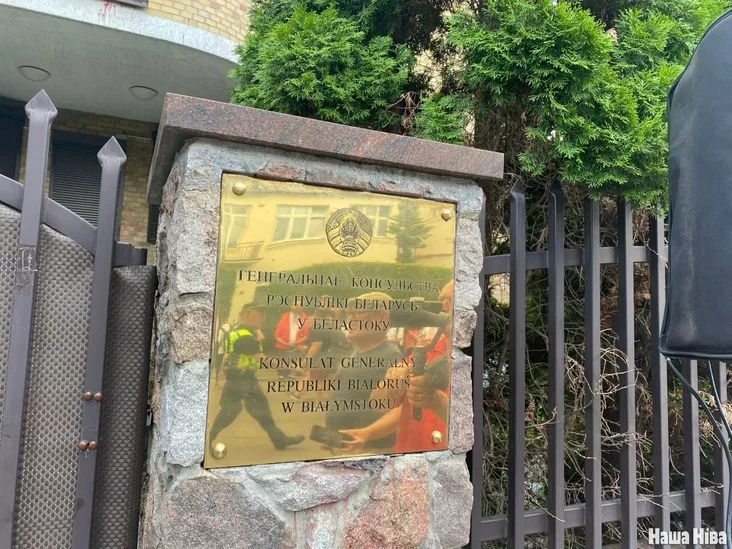 ГЕНЕРАЛЬНАЕ КОНСУЛЬСТВА
РЭСПУБЛІКІ БЕЛАРУСЬ
У БЕЛАСТОКУ
KONSULAT GENERALNY
REPUBLIKI BIAŁORUŚ
W BIAŁYMSTOKU
Наша Ніва